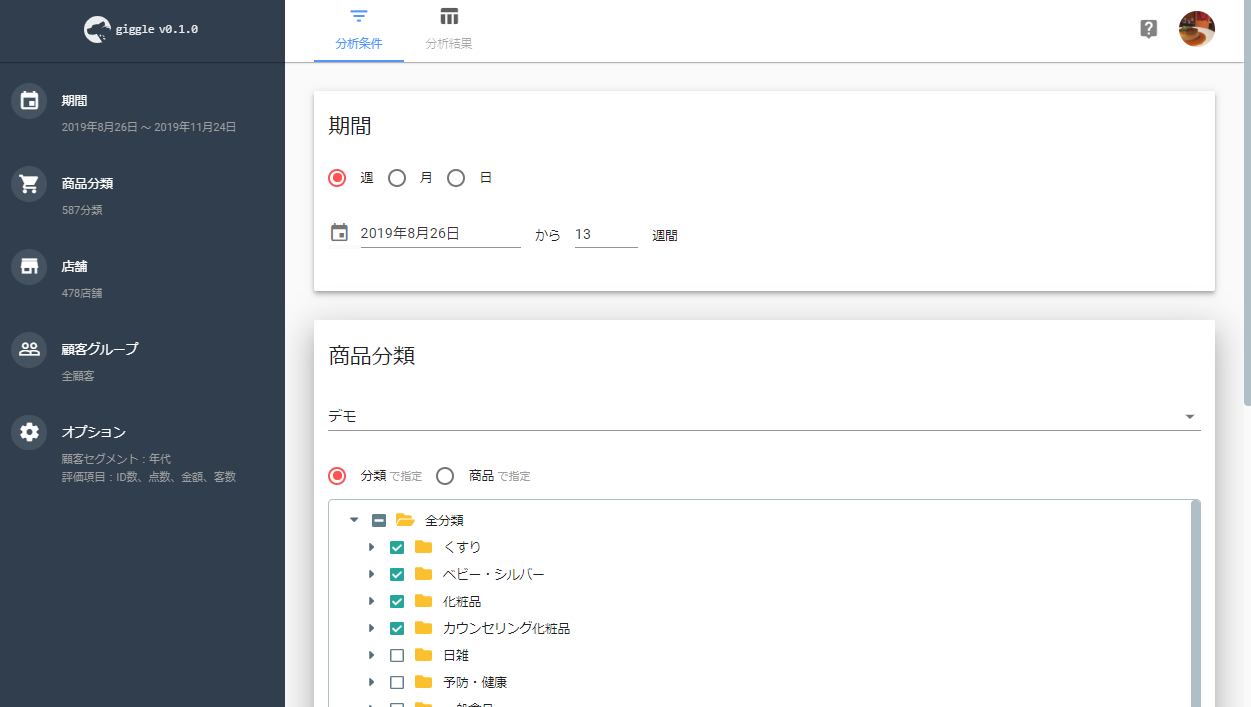 giggle v0.1.0
分析条件
分析結果
期間
2019年8月26日 ～ 2019年11月24日
商品分類
587分類
店舗
478店舗
顧客グループ
全顧客
オプション
顧客セグメント：年代
評価項目：ID数、点数、金額、客数
期間
週 月 日
2019年8月26日 から 13 週間
商品分類
デモ
分類 で指定 商品 で指定
全分類
くすり
ベビー・シルバー
化粧品
カウンセリング化粧品
日雑
予防・健康
一般食品